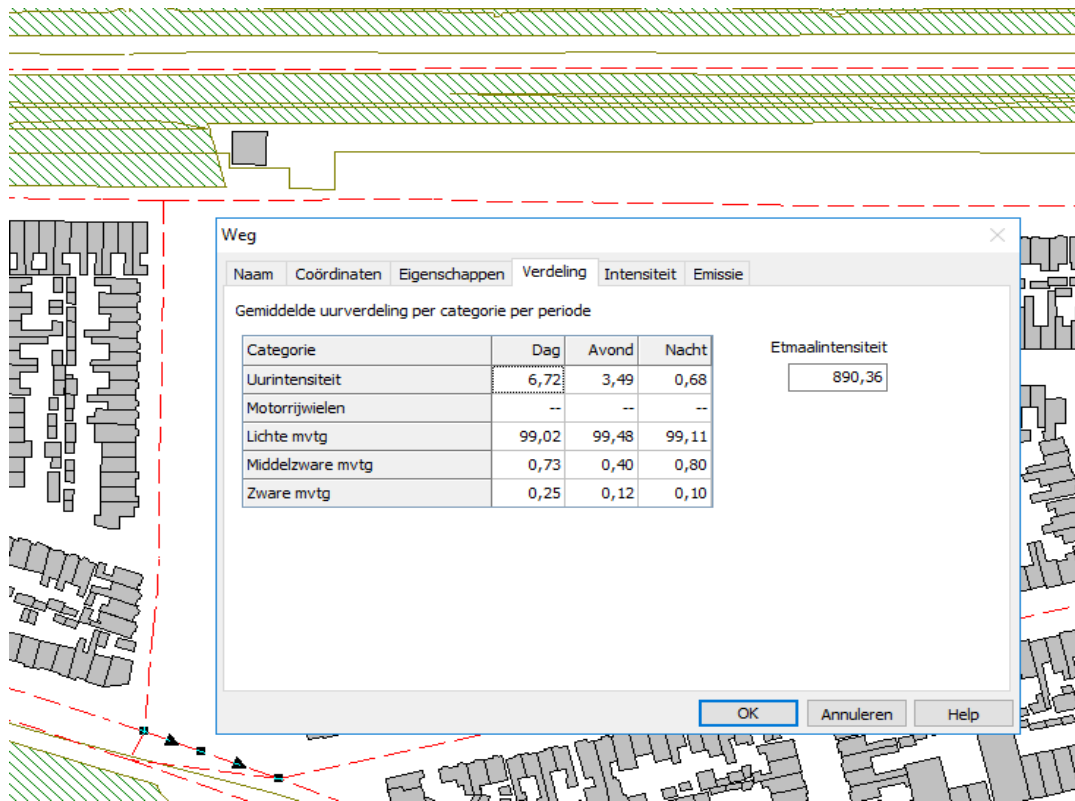 Weg
Naam Coördinaten Eigenschappen Verdeling Intensiteit Emissie
Gemiddelde uurverdeling per categorie per periode
Categorie Dag Avond Nacht
Uurintensiteit 6,72 3,49 0,68
Motorrijwielen -- -- --
Lichte mvtg 99,02 99,48 99,11
Middelzware mvtg 0,73 0,40 0,80
Zware mvtg 0,25 0,12 0,10
Etmaalintensiteit
890,36
OK Annuleren Help